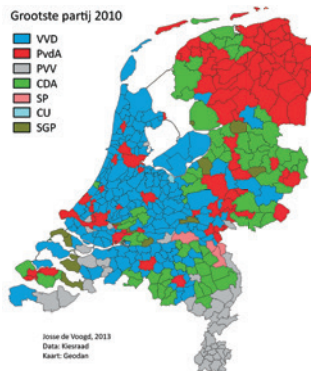 Grootste partij 2010
VVD
PvdA
PVV
CDA
SP
CU
SGP
Josse de Voogd, 2013
Data: Kiesraad
Kaart: Geodan